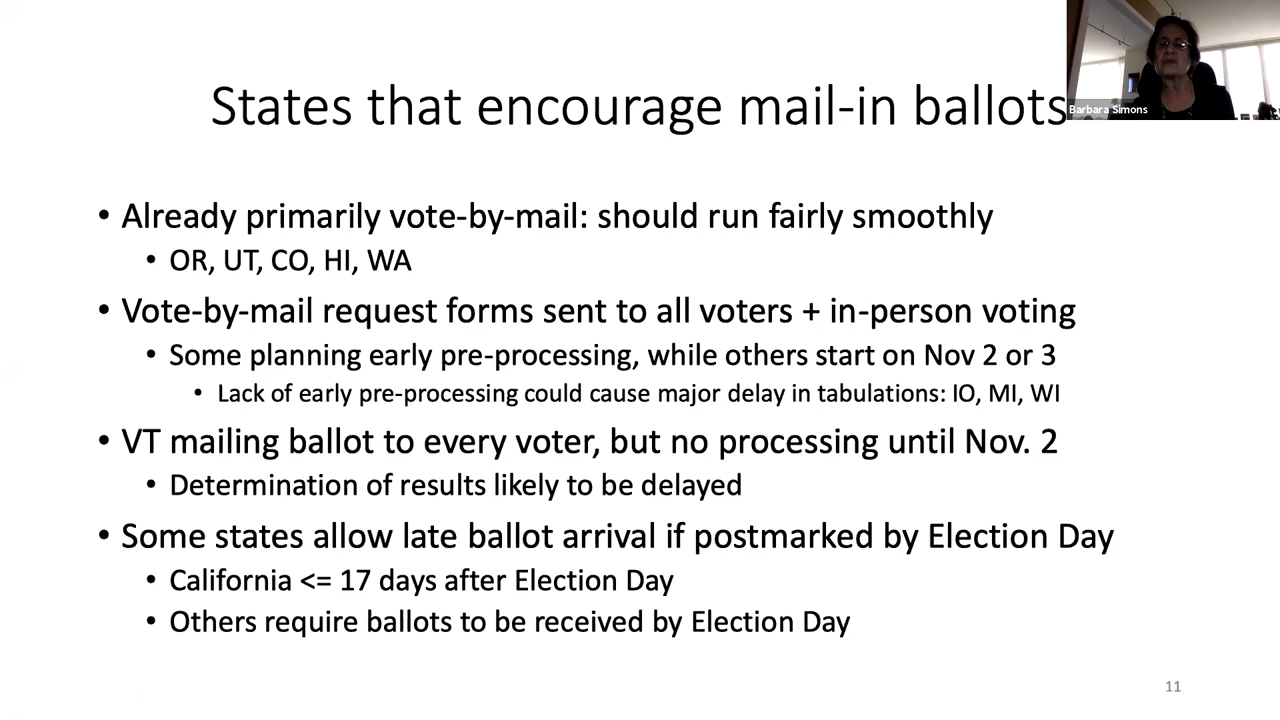 States that encourage mail-in ballots
Barbara Simons
• Already primarily vote-by-mail: should run fairly smoothly
• OR, UT, CO, HI, WA
• Vote-by-mail request forms sent to all voters + in-person voting
• Some planning early pre-processing, while others start on Nov 2 or 3
• Lack of early pre-processing could cause major delay in tabulations: IO, MI, WI
• VT mailing ballot to every voter, but no processing until Nov. 2
• Determination of results likely to be delayed
• Some states allow late ballot arrival if postmarked by Election Day
• California <= 17 days after Election Day
• Others require ballots to be received by Election Day
11